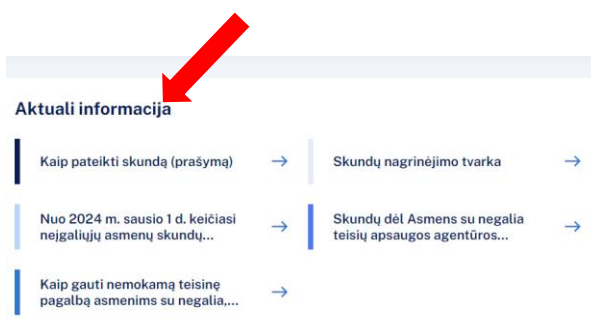 Aktuali informacija
Kaip pateikti skundą (prašymą)
Skundų nagrinėjimo tvarka
Nuo 2024 m. sausio 1 d. keičiasi
neįgaliųjų asmenų skundų...
Skundų dėl Asmens su negalia
teisių apsaugos agentūros...
Kaip gauti nemokamą teisinę
pagalbą asmenims su negalia,...